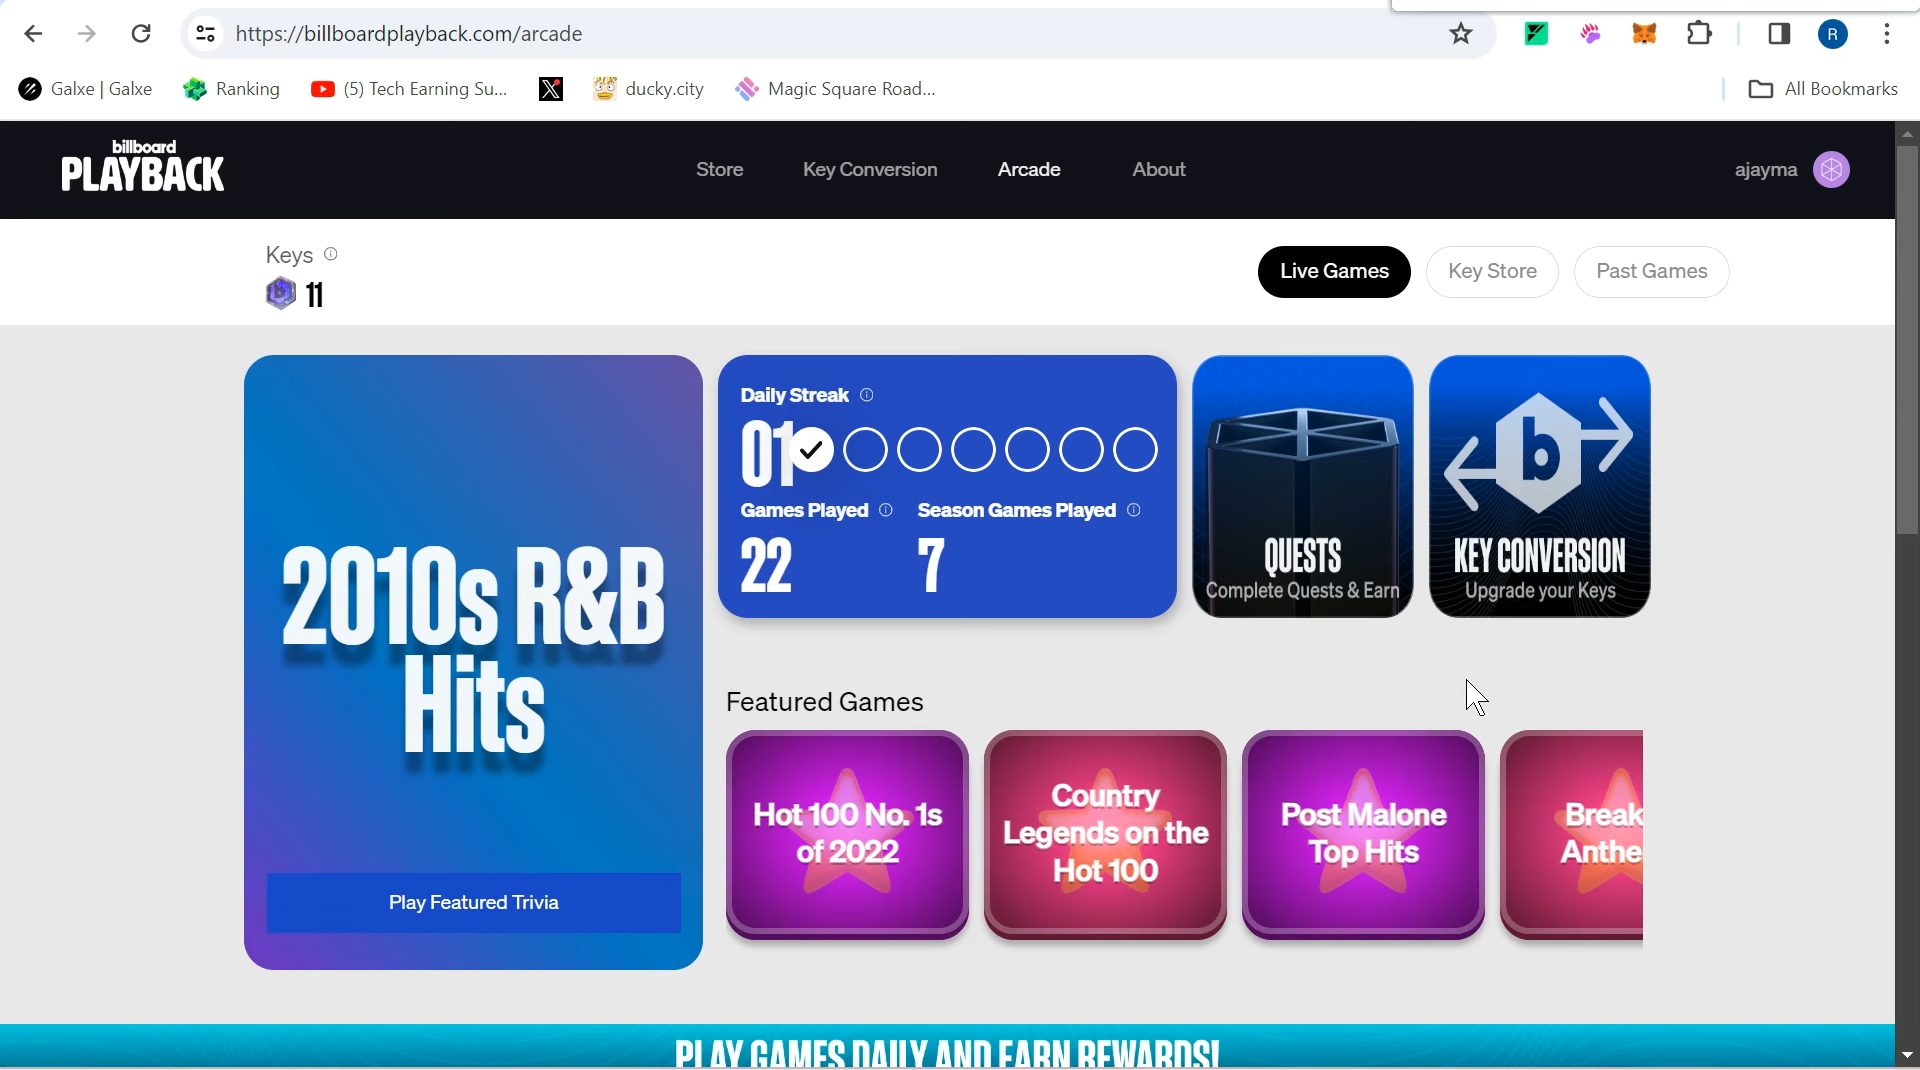 https://billboardplayback.com/arcade
R
Galxe | Galxe
Ranking
(5) Tech Earning Su...
ducky.city
Magic Square Road...
All Bookmarks
billboard
PLAYBACK
Store
Key Conversion
Arcade
About
ajayma
Keys
11
Live Games
Key Store
Past Games
2010s R&B
Hits
Play Featured Trivia
Daily Streak
01
Games Played
Season Games Played
22
7
QUESTS
Complete Quests & Earn
b
KEY CONVERSION
Upgrade your Keys
Featured Games
Hot 100 No. 1s
of 2022
Country
Legends on the
Hot 100
Post Malone
Top Hits
Break
Anthe
PLAY GAMES DAILY AND EARN REWARDS!